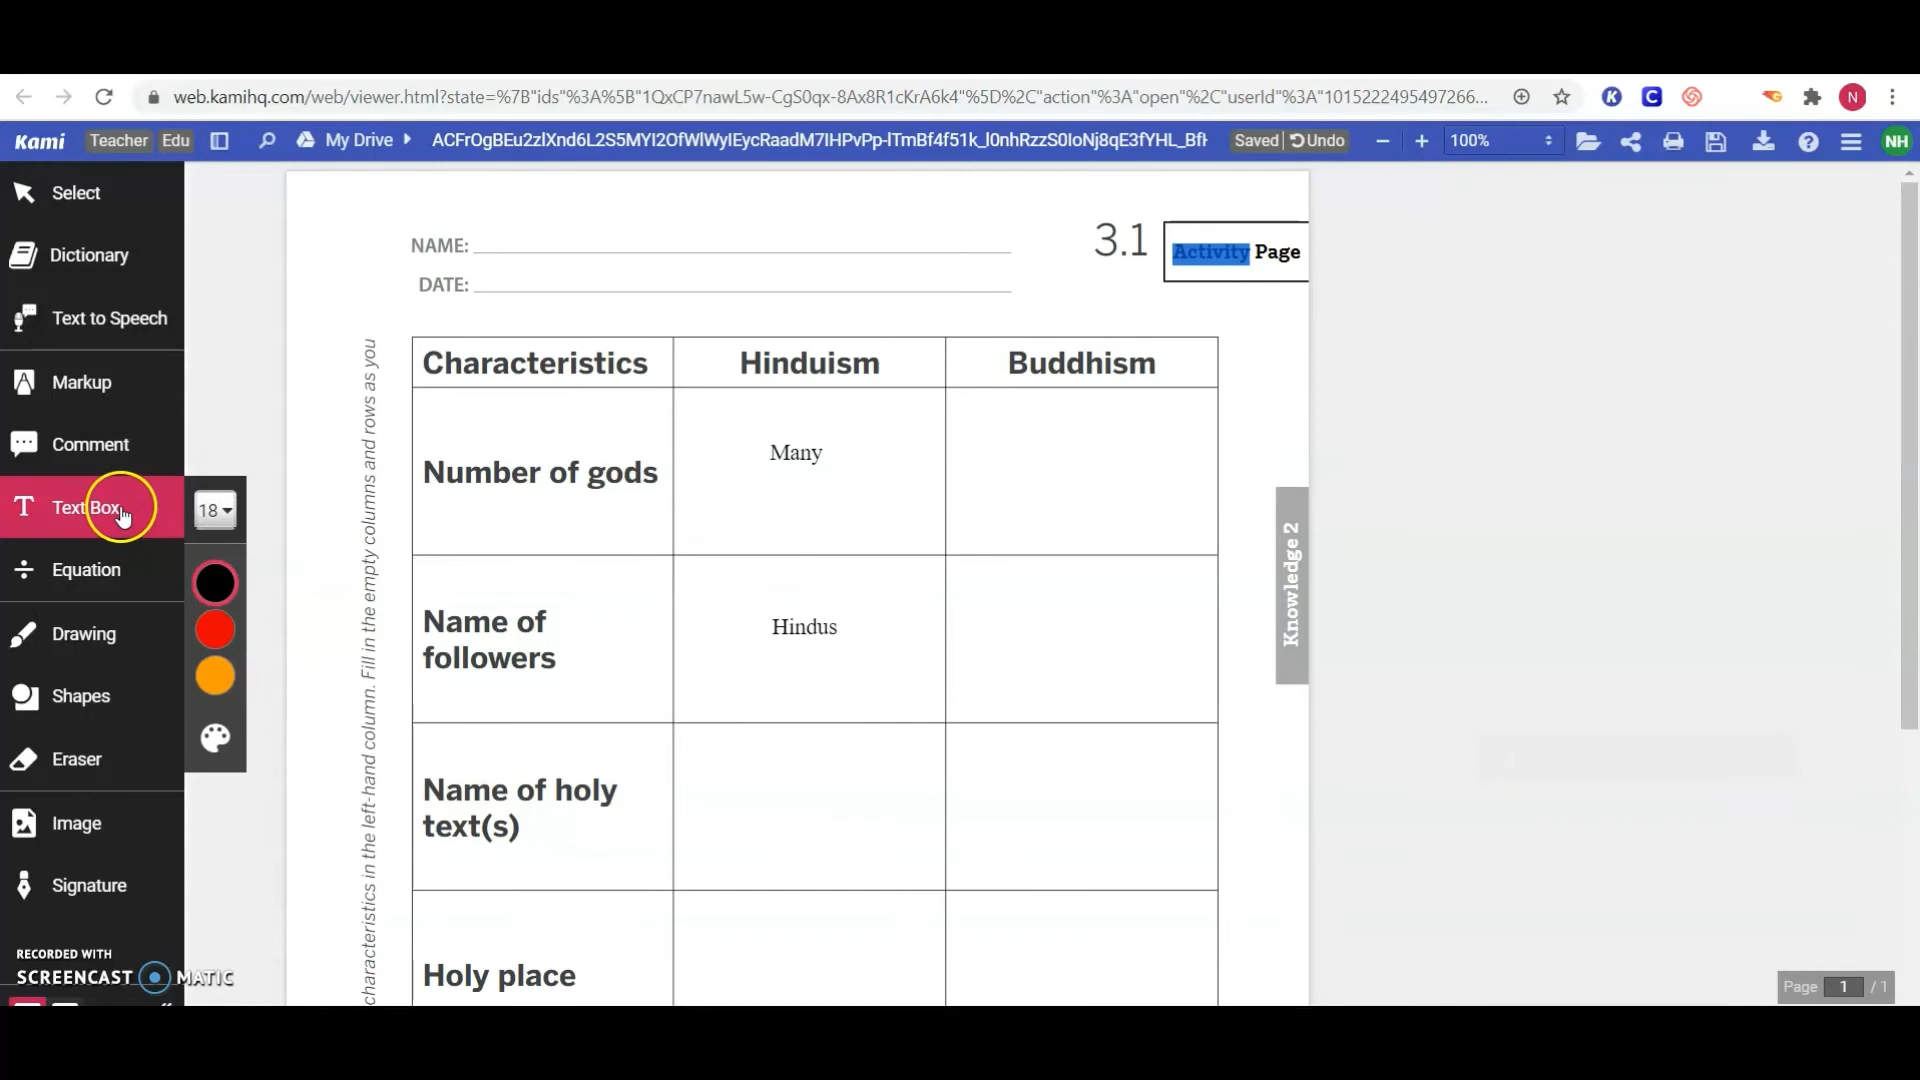 web.kamihq.com/web/viewer.html?state=%7B"ids"%3A%5B"1QxCP7nawL5w-CgS0qx-8Ax8R1cKrA6k4"%5D%2C"action"%3A"open"%2C"userId"%3A"1015222495497266...
N
Kami Teacher Edu My Drive ACFrOgBEu2zlXnd6L2S5MYI2OfWlWyIEycRaadM7IHPvPp-lTmBf4f51k_l0nhRzzS0IoNj8qE3fYHL_Bfl Saved Undo 100% NH
Select
Dictionary
Text to Speech
Markup
Comment
Text Box
18
Equation
Drawing
Shapes
Eraser
Image
Signature
RECORDED WITH
SCREENCAST MATIC
NAME:
DATE:
3.1 Activity Page
characteristics in the left-hand column. Fill in the empty columns and rows as you
Characteristics Hinduism Buddhism
Number of gods Many
Name of
followers Hindus
Name of holy
text(s)
Holy place
Knowledge 2
Page 1 / 1